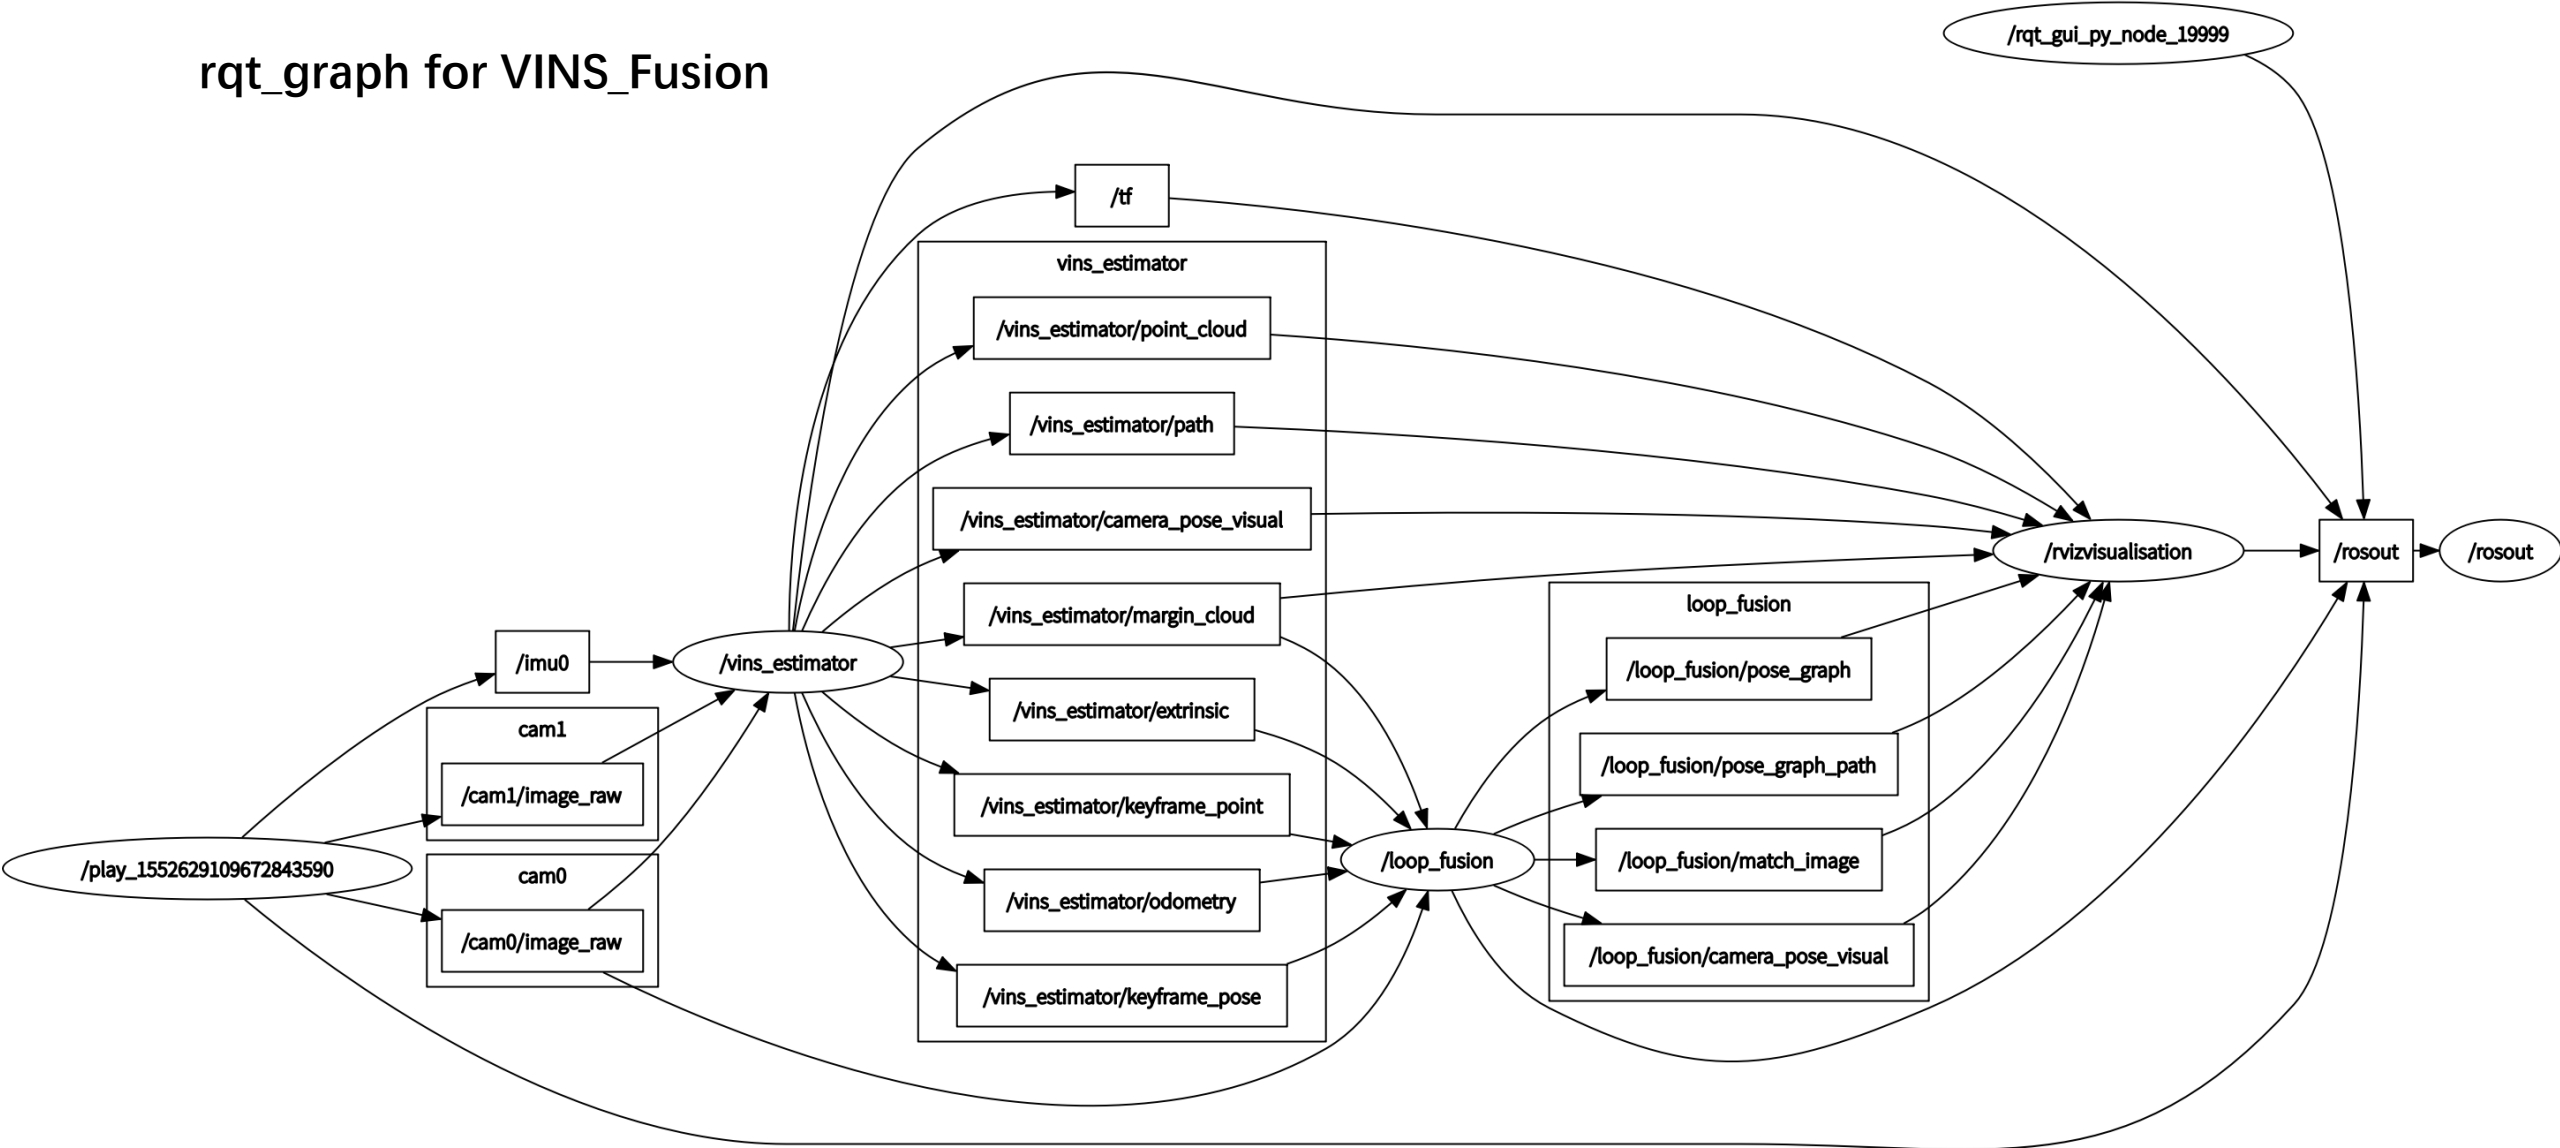 /rqt_gui_py_node_19999
rqt_graph for VINS_Fusion
/tf
vins_estimator
/vins_estimator/point_cloud
/vins_estimator/path
/vins_estimator/camera_pose_visual
/rvizvisualisation
/rosout
/rosout
loop_fusion
/vins_estimator/margin_cloud
/imu0
/vins_estimator
/loop_fusion/pose_graph
/vins_estimator/extrinsic
cam1
/loop_fusion/pose_graph_path
/cam1/image_raw
/vins_estimator/keyframe_point
/loop_fusion
/loop_fusion/match_image
/play_1552629109672843590
cam0
/vins_estimator/odometry
/cam0/image_raw
/loop_fusion/camera_pose_visual
/vins_estimator/keyframe_pose